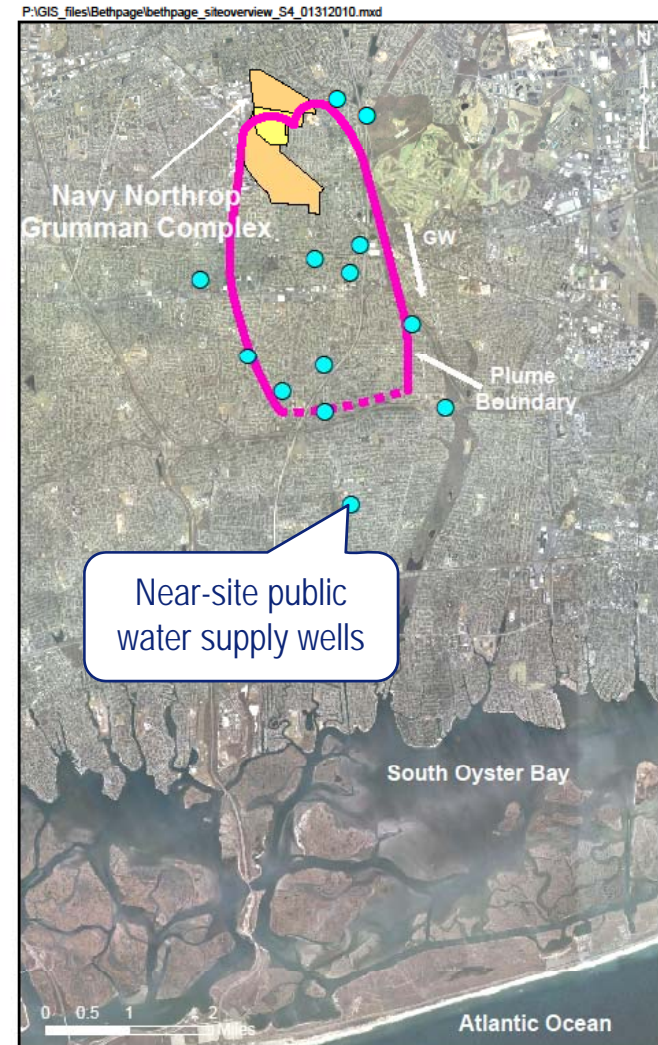 P:\GIS_files\Bethpage\bethpage_siteoverview_S4_01312010.mxd
N
Navy Northrop
Grumman Complex
GW
Plume
Boundary
Near-site public
water supply wells
South Oyster Bay
0 0.5 1 2
Miles
Atlantic Ocean